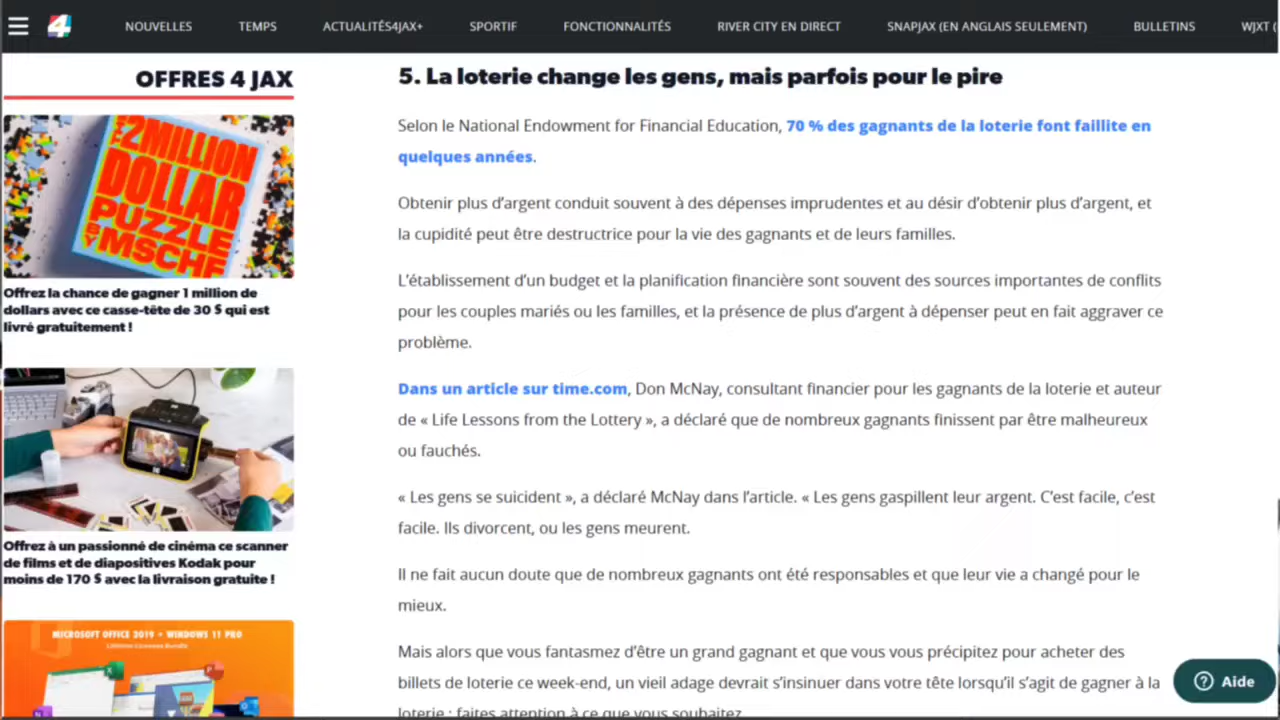 4
NOUVELLES
TEMPS
ACTUALITÉS4JAX+
SPORTIF
FONCTIONNALITÉS
RIVER CITY EN DIRECT
SNAPJAX (EN ANGLAIS SEULEMENT)
BULLETINS
WJXT (
OFFRES 4 JAX
2MILLION
DOLLAR
PUZZLE
BY MSCHF
Offrez la chance de gagner 1 million de
dollars avec ce casse-tête de 30 $ qui est
livré gratuitement !
Offrez à un passionné de cinéma ce scanner
de films et de diapositives Kodak pour
moins de 170 $ avec la livraison gratuite !
MICROSOFT OFFICE 2019 + WINDOWS 11 PRO
5. La loterie change les gens, mais parfois pour le pire
Selon le National Endowment for Financial Education, 70 % des gagnants de la loterie font faillite en
quelques années.
Obtenir plus d’argent conduit souvent à des dépenses imprudentes et au désir d’obtenir plus d’argent, et
la cupidité peut être destructrice pour la vie des gagnants et de leurs familles.
L’établissement d’un budget et la planification financière sont souvent des sources importantes de conflits
pour les couples mariés ou les familles, et la présence de plus d’argent à dépenser peut en fait aggraver ce
problème.
Dans un article sur time.com, Don McNay, consultant financier pour les gagnants de la loterie et auteur
de « Life Lessons from the Lottery », a déclaré que de nombreux gagnants finissent par être malheureux
ou fauchés.
« Les gens se suicident », a déclaré McNay dans l’article. « Les gens gaspillent leur argent. C’est facile, c’est
facile. Ils divorcent, ou les gens meurent.
Il ne fait aucun doute que de nombreux gagnants ont été responsables et que leur vie a changé pour le
mieux.
Mais alors que vous fantasmez d’être un grand gagnant et que vous vous précipitez pour acheter des
billets de loterie ce week-end, un vieil adage devrait s’insinuer dans votre tête lorsqu’il s’agit de gagner à la
loterie : faites attention à ce que vous souhaitez.
Aide